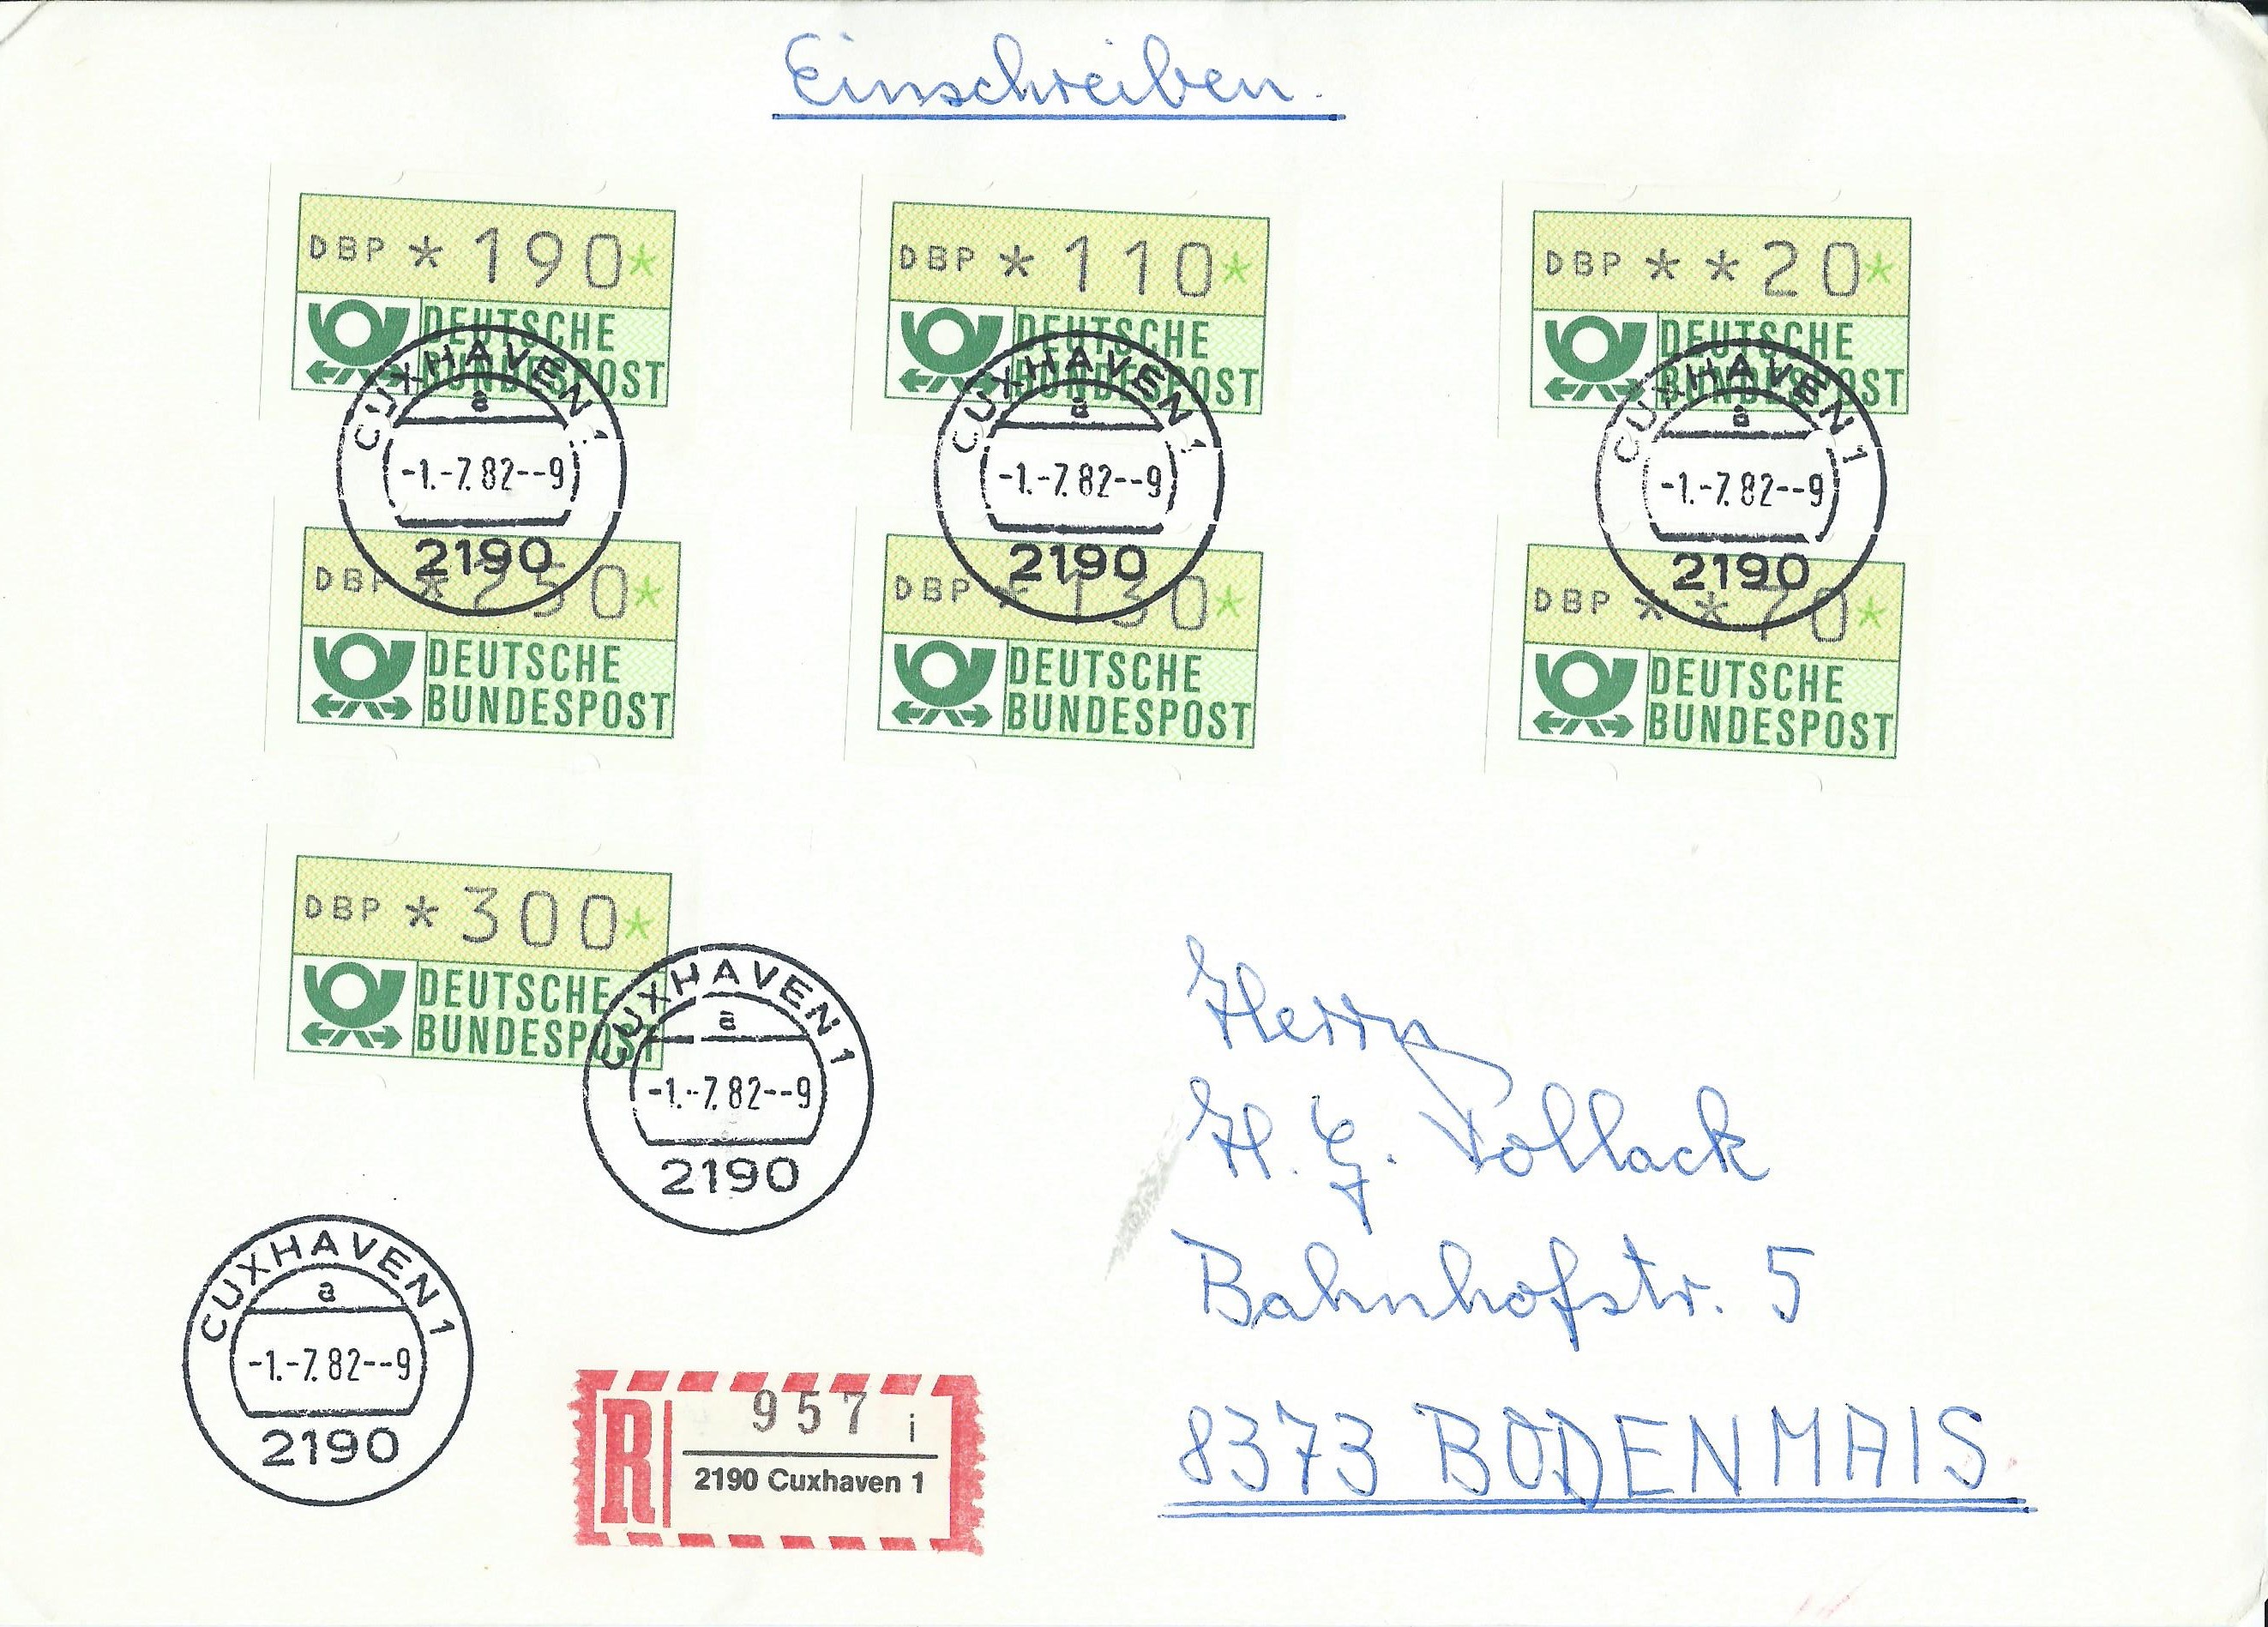 Einschreiben.
DBP *190*
DEUTSCHE
BUNDESPOST
DBP *110*
DEUTSCHE
BUNDESPOST
DBP **20*
DEUTSCHE
BUNDESPOST
CUXHAVEN 1
a
-1.-7.82--9
2190
CUXHAVEN 1
a
-1.-7.82--9
2190
CUXHAVEN 1
a
-1.-7.82--9
2190
DBP *250*
DEUTSCHE
BUNDESPOST
DBP *130*
DEUTSCHE
BUNDESPOST
DBP **70*
DEUTSCHE
BUNDESPOST
DBP *300*
DEUTSCHE
BUNDESPOST
CUXHAVEN 1
a
-1.-7.82--9
2190
CUXHAVEN 1
a
-1.-7.82--9
2190
R 957 i
2190 Cuxhaven 1
Herrn
H. G.
Bahnhofstr. 5
8373 BODENMAIS